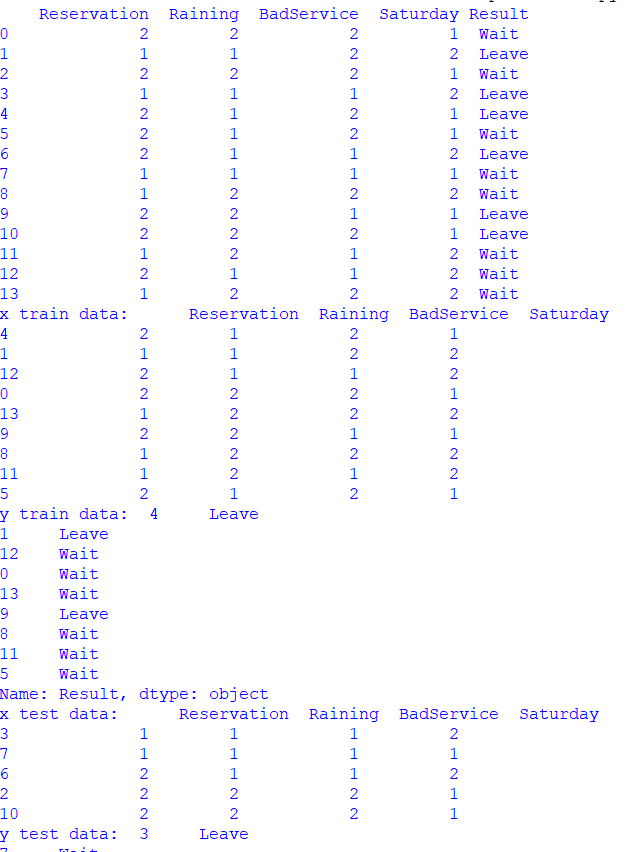 Reservation Raining BadService Saturday Result
0 2 2 2 1 Wait
1 1 1 2 2 Leave
2 2 2 2 1 Wait
3 1 1 1 2 Leave
4 2 1 2 1 Leave
5 2 1 2 1 Wait
6 2 1 1 2 Leave
7 1 1 1 1 Wait
8 1 2 2 2 Wait
9 2 2 1 1 Leave
10 2 2 2 1 Leave
11 1 2 1 2 Wait
12 2 1 1 2 Wait
13 1 2 2 2 Wait
x train data: Reservation Raining BadService Saturday
4 2 1 2 1
1 1 1 2 2
12 2 1 1 2
0 2 2 2 1
13 1 2 2 2
9 2 2 1 1
8 1 2 2 2
11 1 2 1 2
5 2 1 2 1
y train data: 4 Leave
1 Leave
12 Wait
0 Wait
13 Wait
9 Leave
8 Wait
11 Wait
5 Wait
Name: Result, dtype: object
x test data: Reservation Raining BadService Saturday
3 1 1 1 2
7 1 1 1 1
6 2 1 1 2
2 2 2 2 1
10 2 2 2 1
y test data: 3 Leave
7 Wait